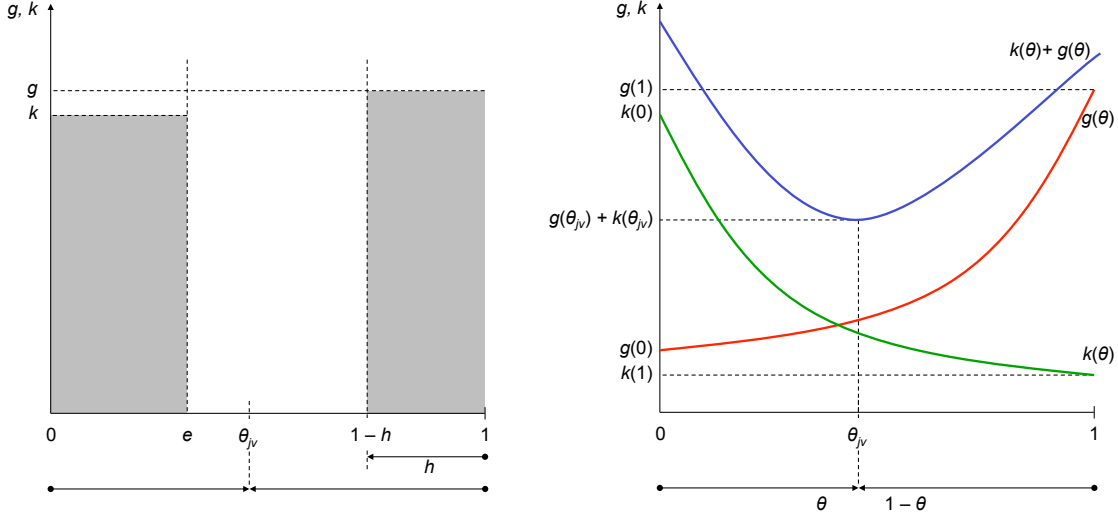 g, k
g
k
0
e
θjv
1 – h
1
h
g, k
k(θ)+ g(θ)
g(1)
k(0)
g(θ)
g(θjv) + k(θjv)
g(0)
k(1)
k(θ)
0
θjv
1
θ
1 – θ